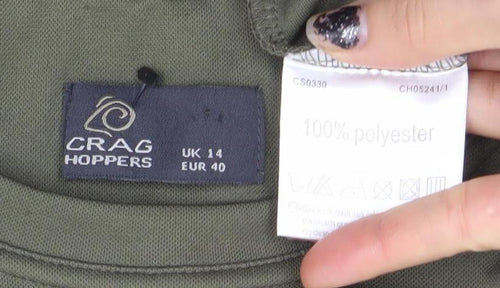 CRAG
HOPPERS
UK 14
EUR 40
CS0330
CH05241/1
100% polyester